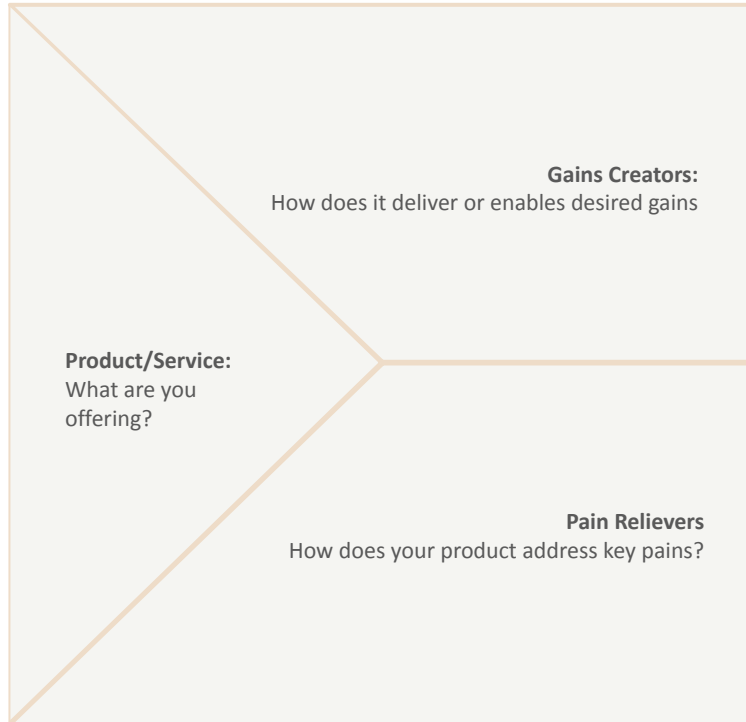 Gains Creators:
How does it deliver or enables desired gains
Product/Service:
What are you
offering?
Pain Relievers
How does your product address key pains?